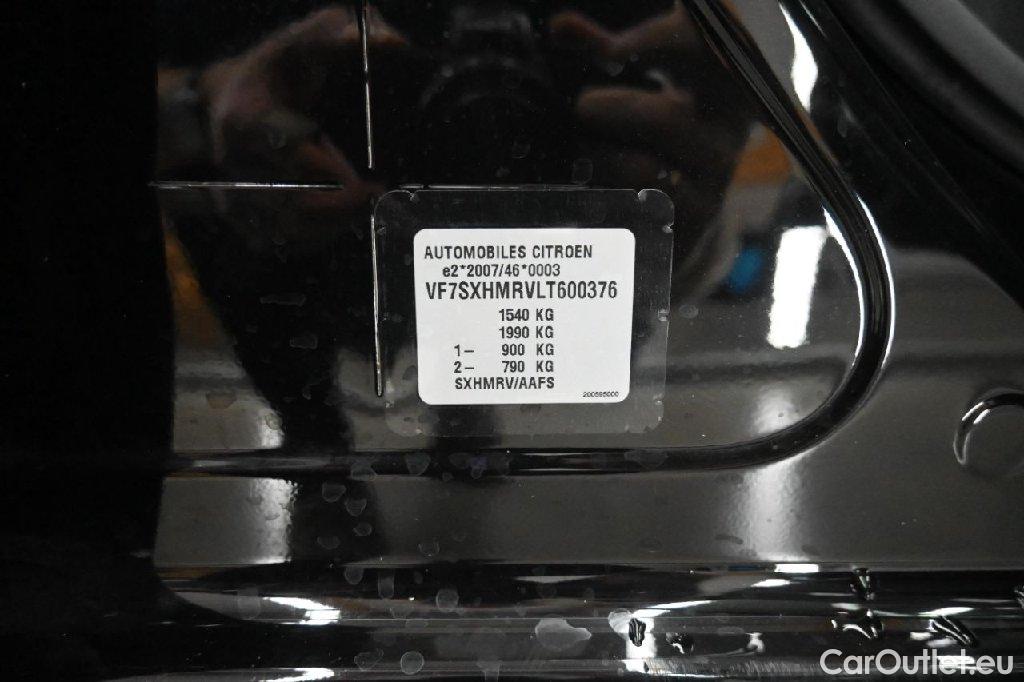 AUTOMOBILES CITROEN
e2*2007/46*0003
VF7SXHMRVLT600376
1540 KG
1990 KG
1- 900 KG
2- 790 KG
SXHMRV/AAFS
200595000
CarOutlet.eu